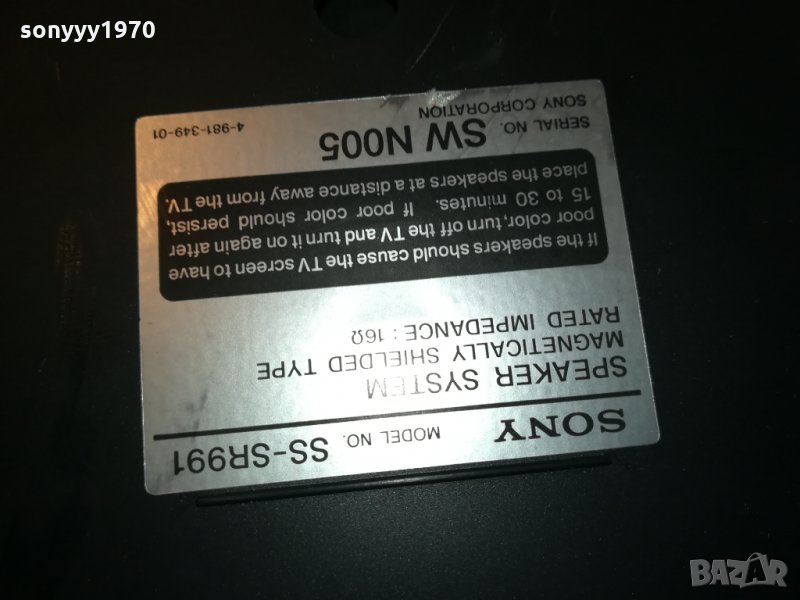 sonyyy1970
SONY MODEL NO. SS-SR991
SPEAKER SYSTEM
MAGNETICALLY SHIELDED TYPE
RATED IMPEDANCE : 16Ω
If the speakers should cause the TV screen to have
poor color, turn off the TV and turn it on again after
15 to 30 minutes. If poor color should persist,
place the speakers at a distance away from the TV.
SERIAL NO. SW N005
SONY CORPORATION 4-981-349-01
BAZAR